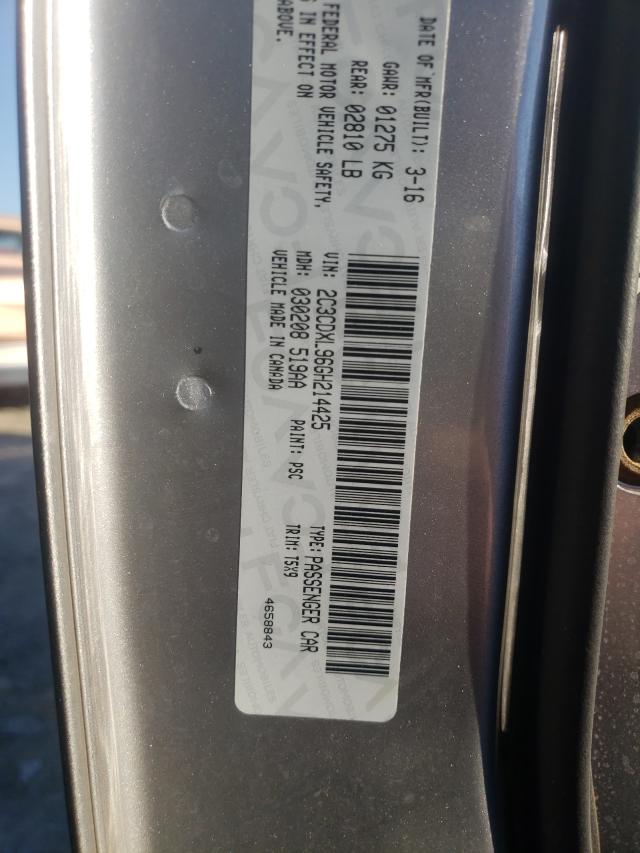 DATE OF MFR(BUILT): 3-16
GAWR: 01275 KG
REAR: 02810 LB
FEDERAL MOTOR VEHICLE SAFETY,
S IN EFFECT ON
ABOVE.
VIN: 2C3CDXL96GH214425
TYPE: PASSENGER CAR
MDH: 030208 519AA
PAINT: PSC
TRIM: T5X9
VEHICLE MADE IN CANADA
4658843